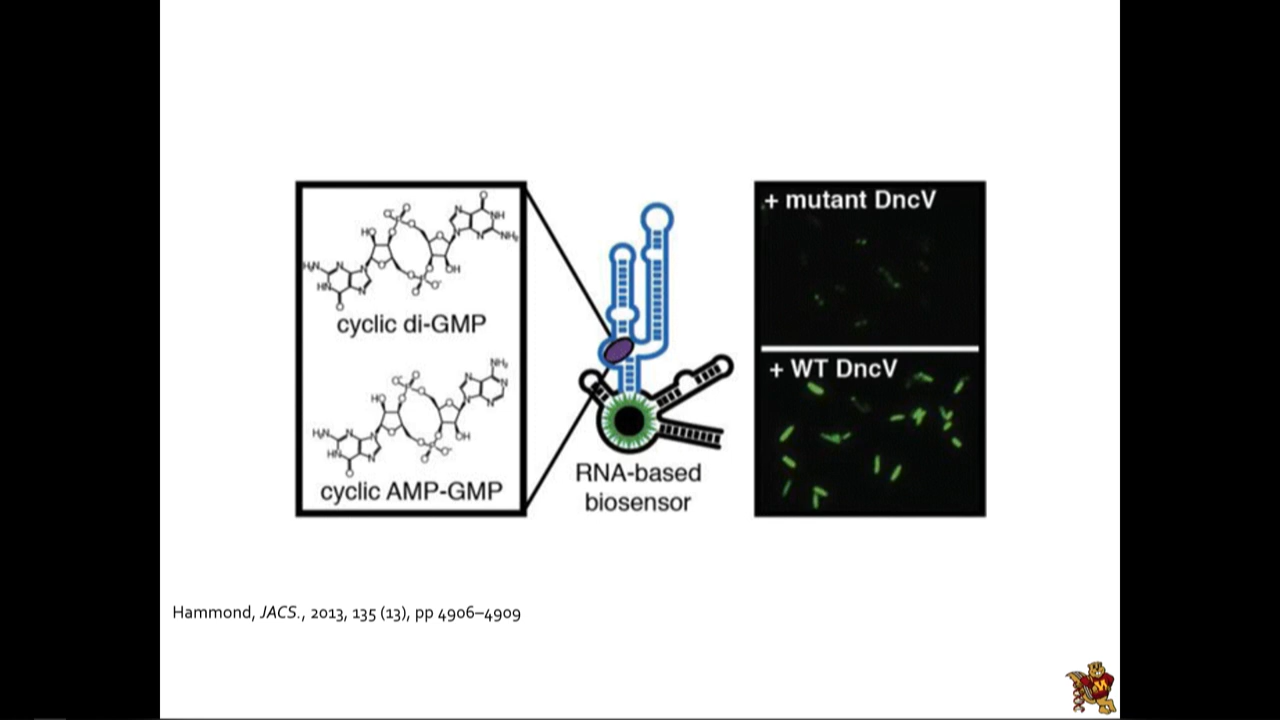 cyclic di-GMP
cyclic AMP-GMP
RNA-based
biosensor
+ mutant DncV
+ WT DncV
Hammond, JACS., 2013, 135 (13), pp 4906–4909